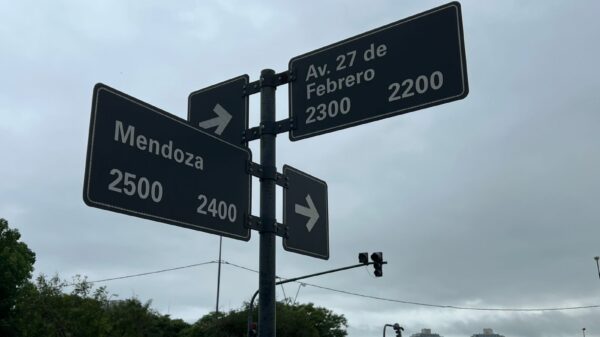 Av. 27 de
Febrero
2300 2200
Mendoza
2500 2400